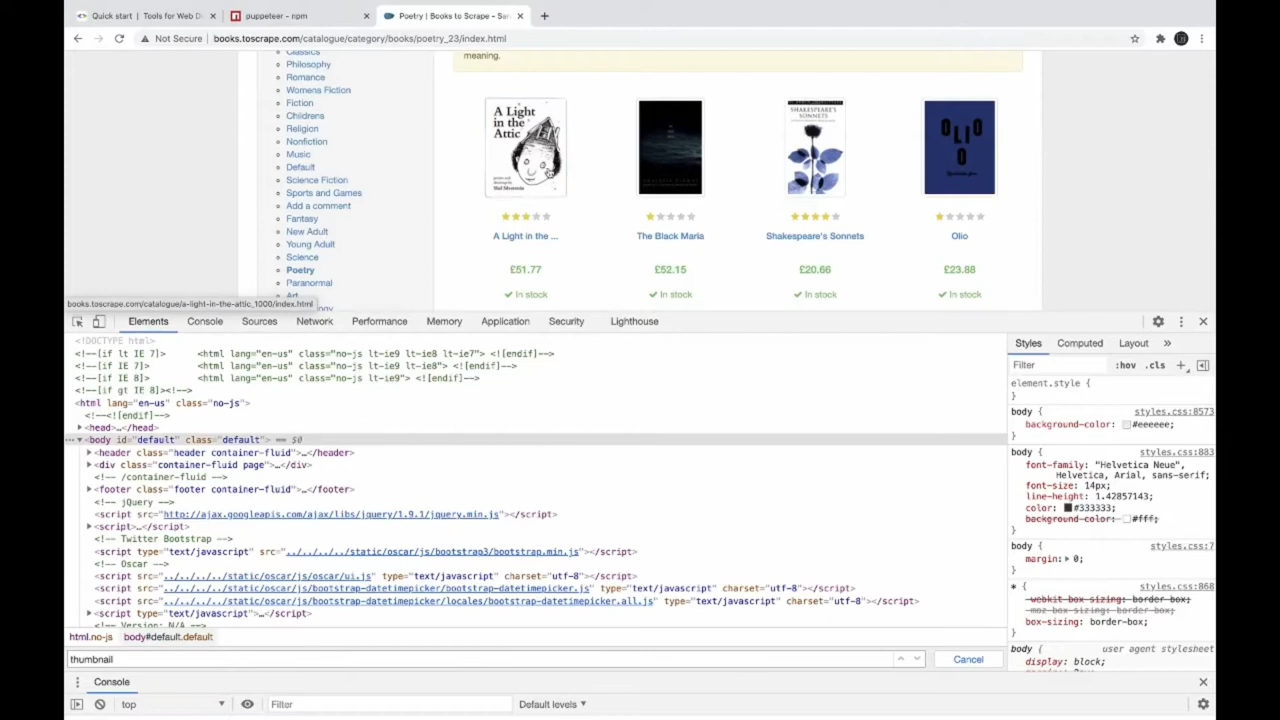 Quick start | Tools for Web D
puppeteer - npm
Poetry | Books to Scrape - San
Not Secure | books.toscrape.com/catalogue/category/books/poetry_23/index.html
meaning.
Classics
Philosophy
Romance
Womens Fiction
Fiction
Childrens
Religion
Nonfiction
Music
Default
Science Fiction
Sports and Games
Add a comment
Fantasy
New Adult
Young Adult
Science
Poetry
Paranormal
Art
A Light
in the
Attic
SHAKESPEARE'S
SONNETS
OLIO
A Light in the ...
The Black Maria
Shakespeare's Sonnets
Olio
£51.77
£52.15
£20.66
£23.88
In stock
In stock
In stock
In stock
books.toscrape.com/catalogue/a-light-in-the-attic_1000/index.html
Elements Console Sources Network Performance Memory Application Security Lighthouse
<!DOCTYPE html>
<!--[if lt IE 7]>      <html lang="en-us" class="no-js lt-ie9 lt-ie8 lt-ie7"> <![endif]-->
<!--[if IE 7]>         <html lang="en-us" class="no-js lt-ie9 lt-ie8"> <![endif]-->
<!--[if IE 8]>         <html lang="en-us" class="no-js lt-ie9"> <![endif]-->
<!--[if gt IE 8]><!-->
<html lang="en-us" class="no-js">
<!--<![endif]-->
<head>…</head>
<body id="default" class="default"> == $0
<header class="header container-fluid">…</header>
<div class="container-fluid page">…</div>
<!-- /container-fluid -->
<footer class="footer container-fluid">…</footer>
<!-- jQuery -->
<script src="http://ajax.googleapis.com/ajax/libs/jquery/1.9.1/jquery.min.js"></script>
<script>…</script>
<!-- Twitter Bootstrap -->
<script type="text/javascript" src="../../../../static/oscar/js/bootstrap3/bootstrap.min.js"></script>
<!-- Oscar -->
<script src="../../../../static/oscar/js/oscar/ui.js" type="text/javascript" charset="utf-8"></script>
<script src="../../../../static/oscar/js/bootstrap-datetimepicker/bootstrap-datetimepicker.js" type="text/javascript" charset="utf-8"></script>
<script src="../../../../static/oscar/js/bootstrap-datetimepicker/locales/bootstrap-datetimepicker.all.js" type="text/javascript" charset="utf-8"></script>
<script type="text/javascript">…</script>
<!-- Version: N/A -->
html.no-js body#default.default
thumbnail
Cancel
Styles Computed Layout »
Filter :hov .cls +
element.style {
}
body { styles.css:8573
background-color: #eeeeee;
}
body { styles.css:883
font-family: "Helvetica Neue",
Helvetica, Arial, sans-serif;
font-size: 14px;
line-height: 1.42857143;
color: #333333;
background-color: #fff;
}
body { styles.css:7
margin: 0;
}
* { styles.css:868
-webkit-box-sizing: border-box;
-moz-box-sizing: border-box;
box-sizing: border-box;
}
body { user agent stylesheet
display: block;
Console
top Filter Default levels